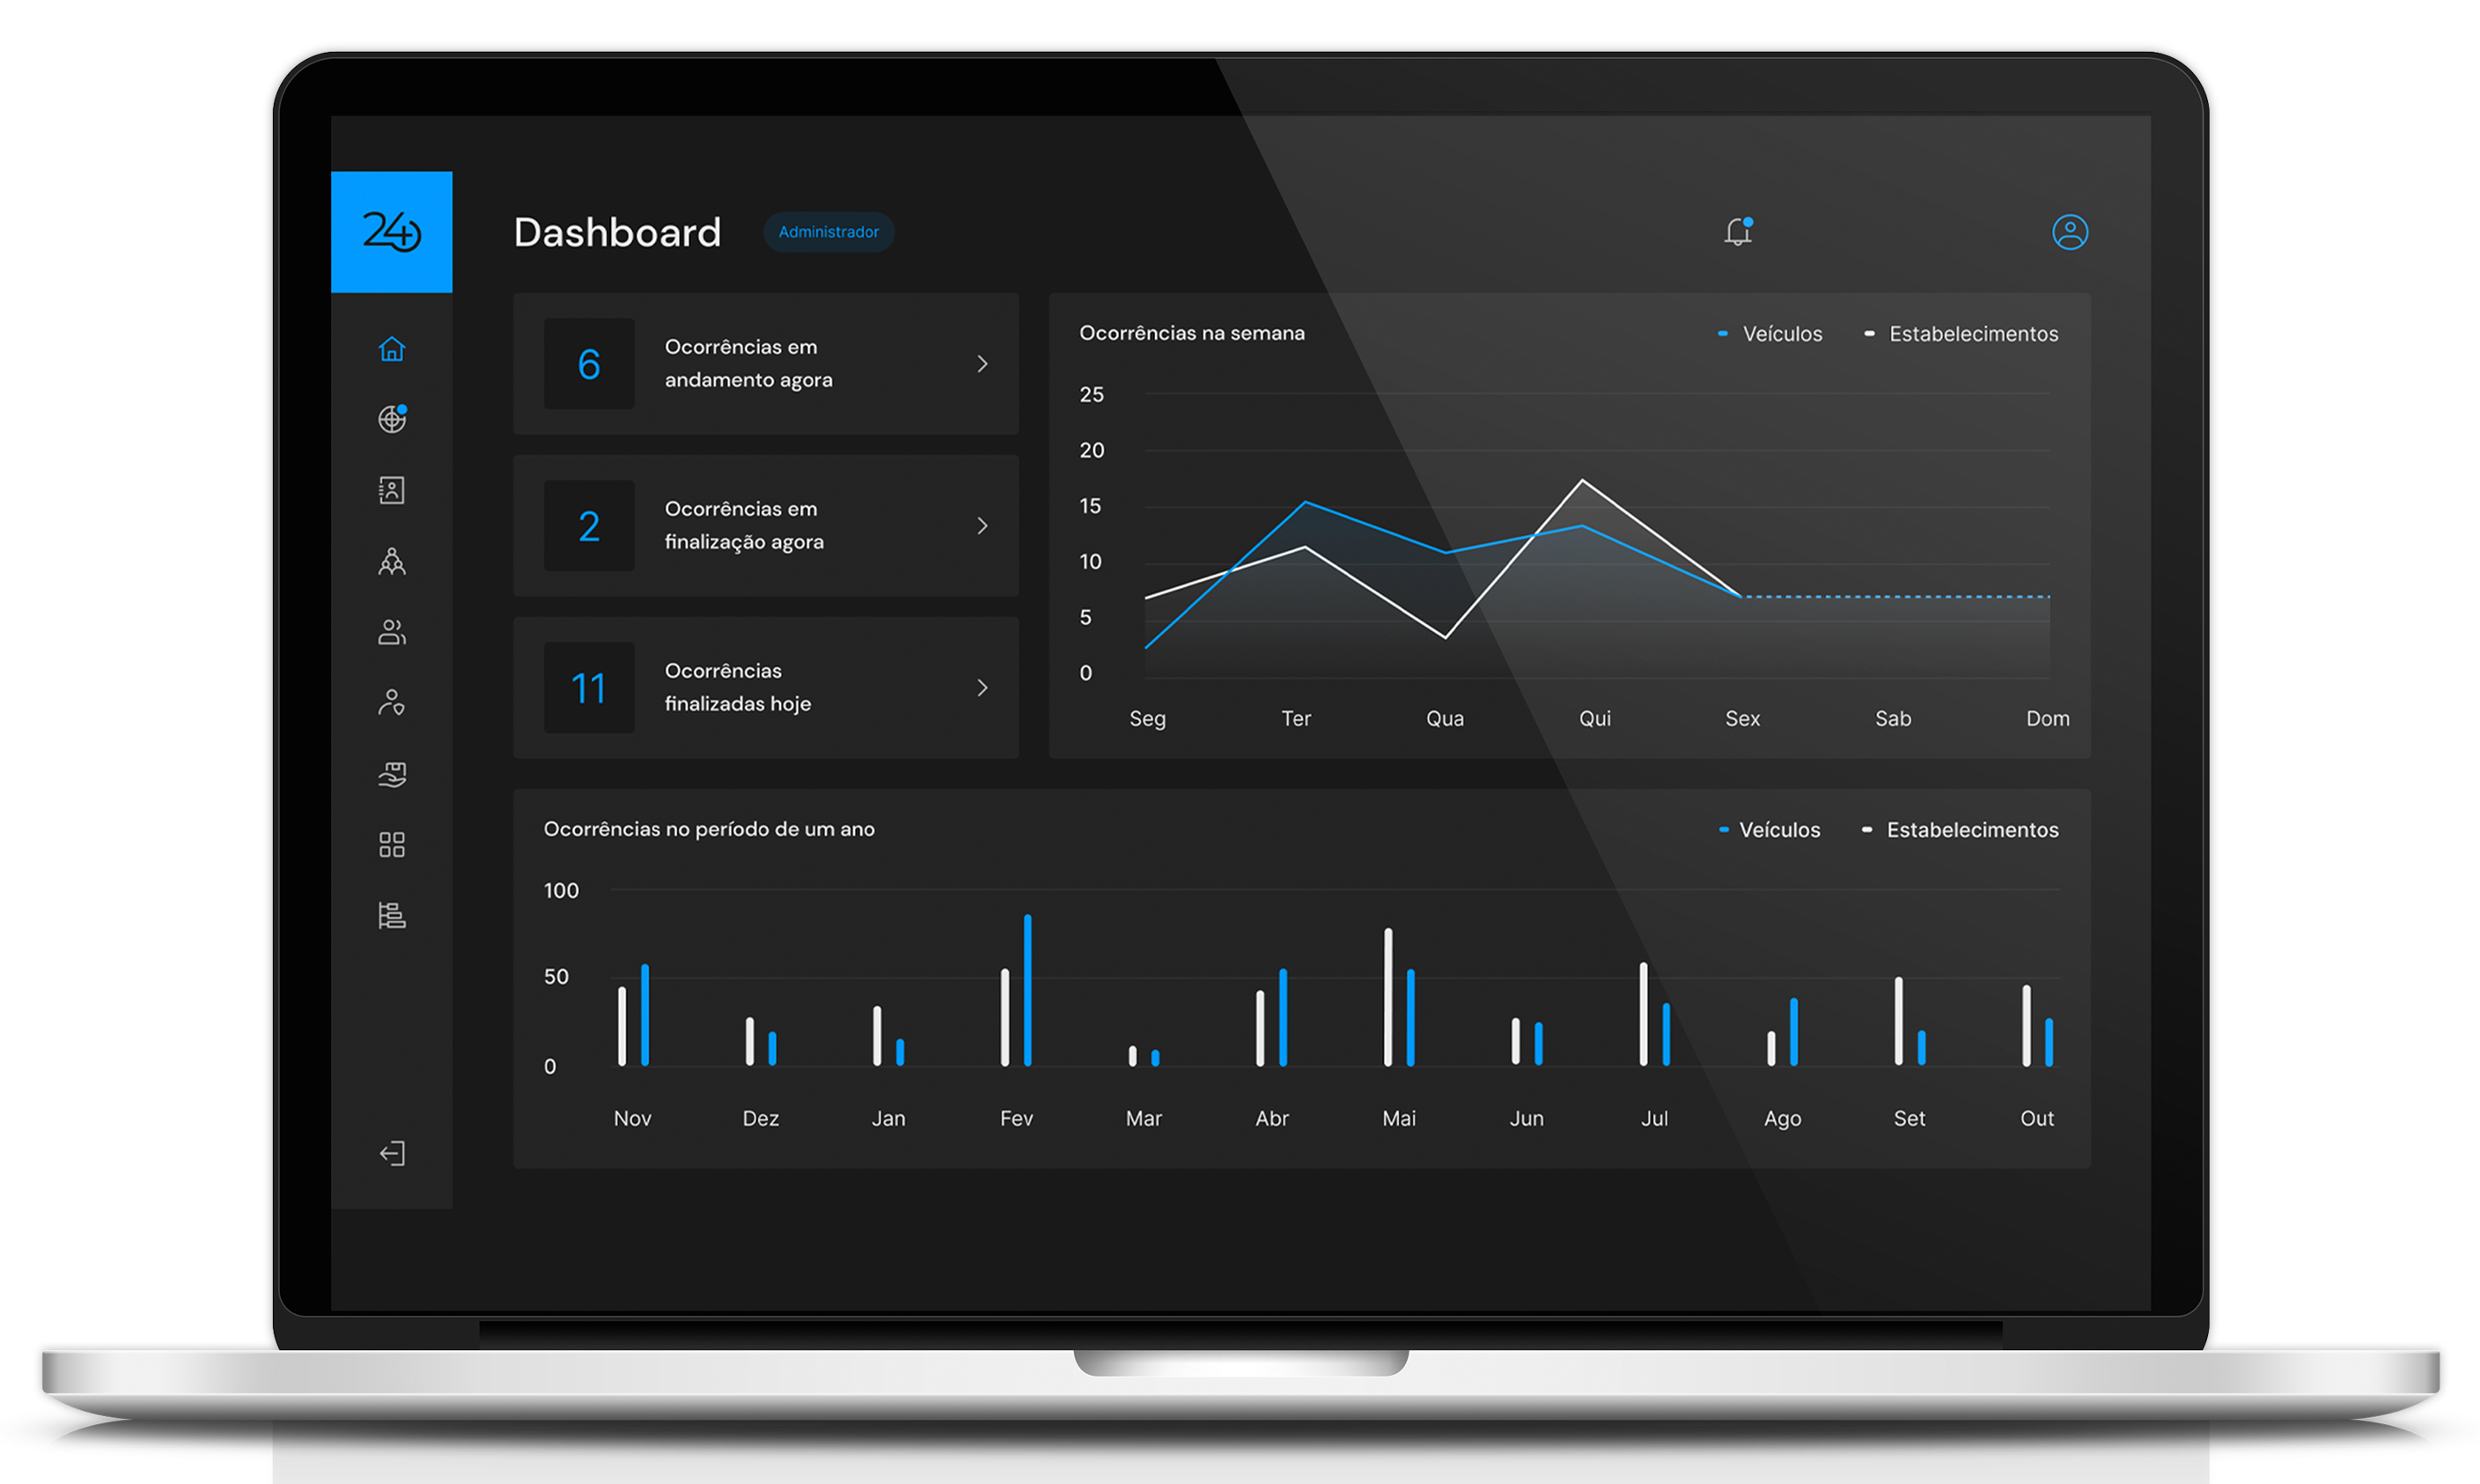 24
Dashboard
Administrador
6
Ocorrências em
andamento agora
2
Ocorrências em
finalização agora
11
Ocorrências
finalizadas hoje
Ocorrências na semana
Veículos
Estabelecimentos
25
20
15
10
5
0
Seg Ter Qua Qui Sex Sab Dom
Ocorrências no período de um ano
Veículos
Estabelecimentos
100
50
0
Nov Dez Jan Fev Mar Abr Mai Jun Jul Ago Set Out